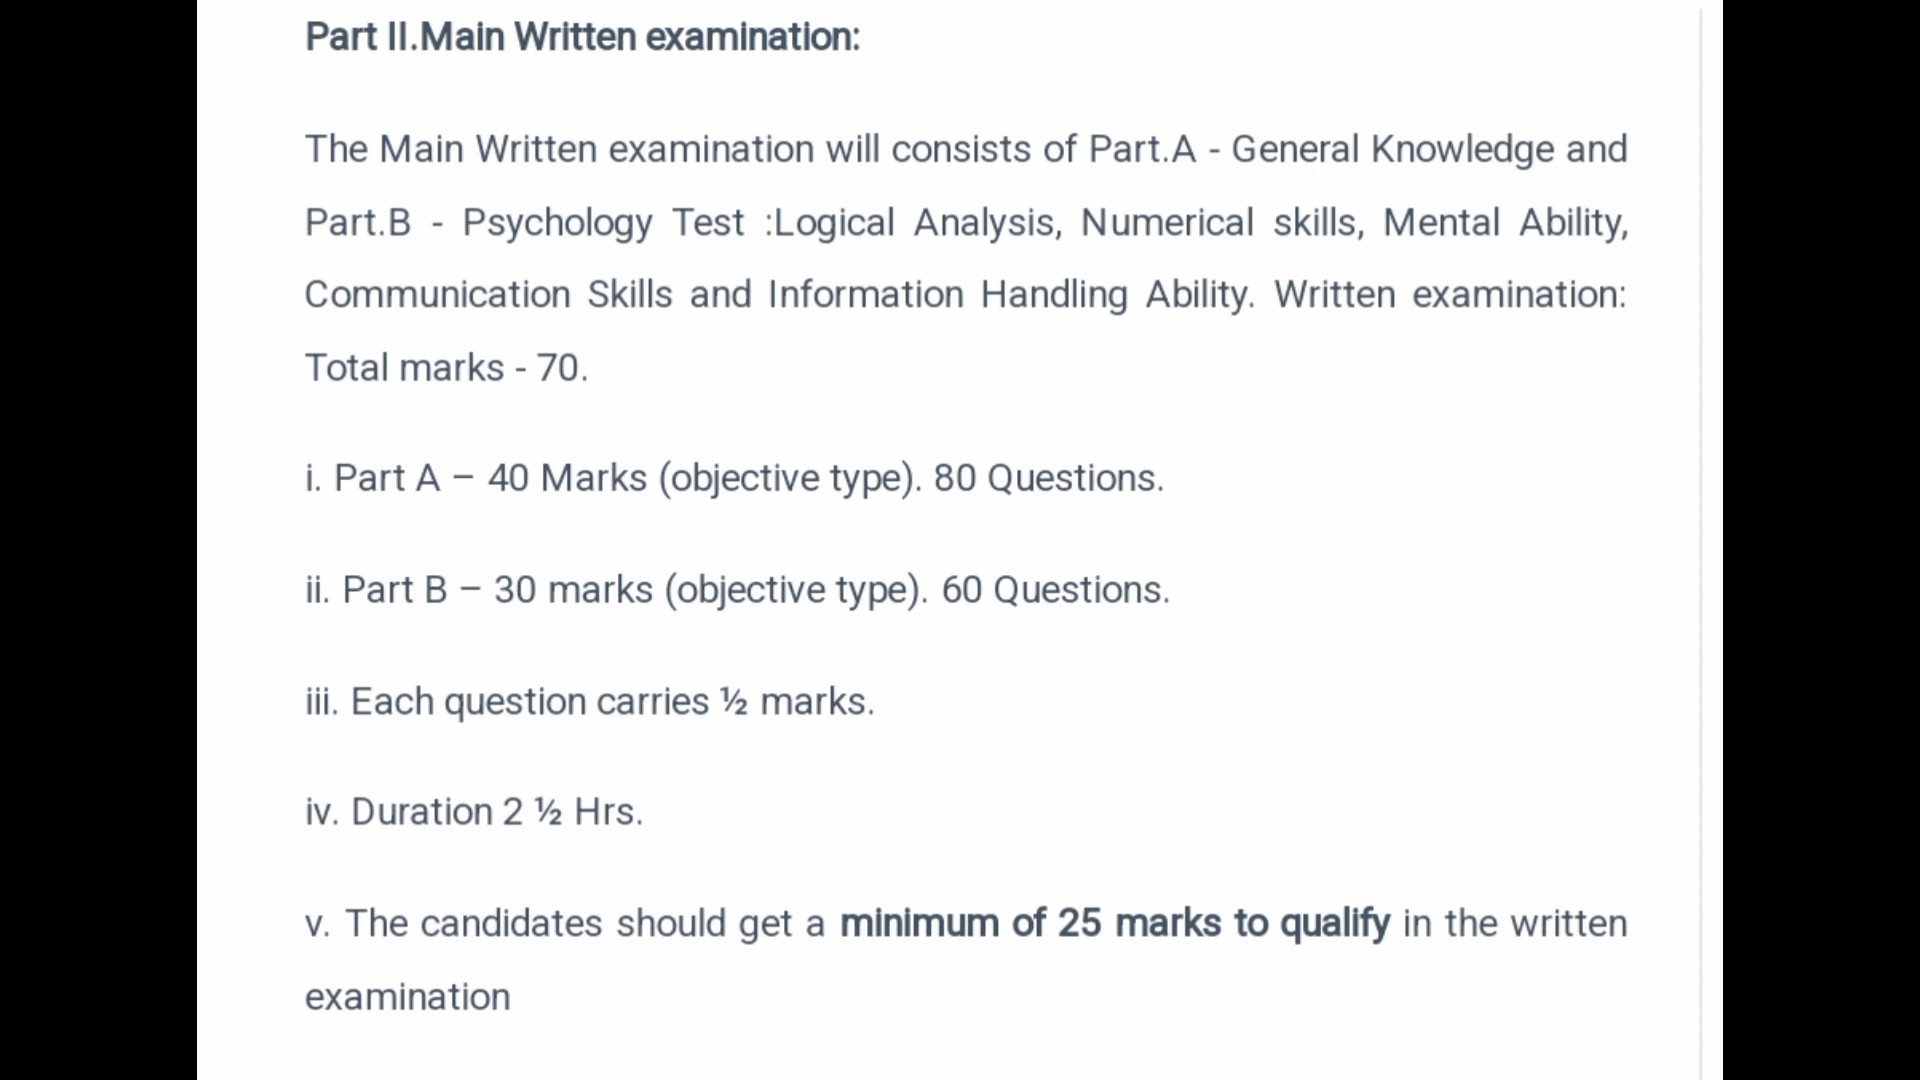 Part II.Main Written examination:
The Main Written examination will consists of Part.A - General Knowledge and
Part.B - Psychology Test :Logical Analysis, Numerical skills, Mental Ability,
Communication Skills and Information Handling Ability. Written examination:
Total marks - 70.
i. Part A – 40 Marks (objective type). 80 Questions.
ii. Part B – 30 marks (objective type). 60 Questions.
iii. Each question carries ½ marks.
iv. Duration 2 ½ Hrs.
v. The candidates should get a minimum of 25 marks to qualify in the written
examination